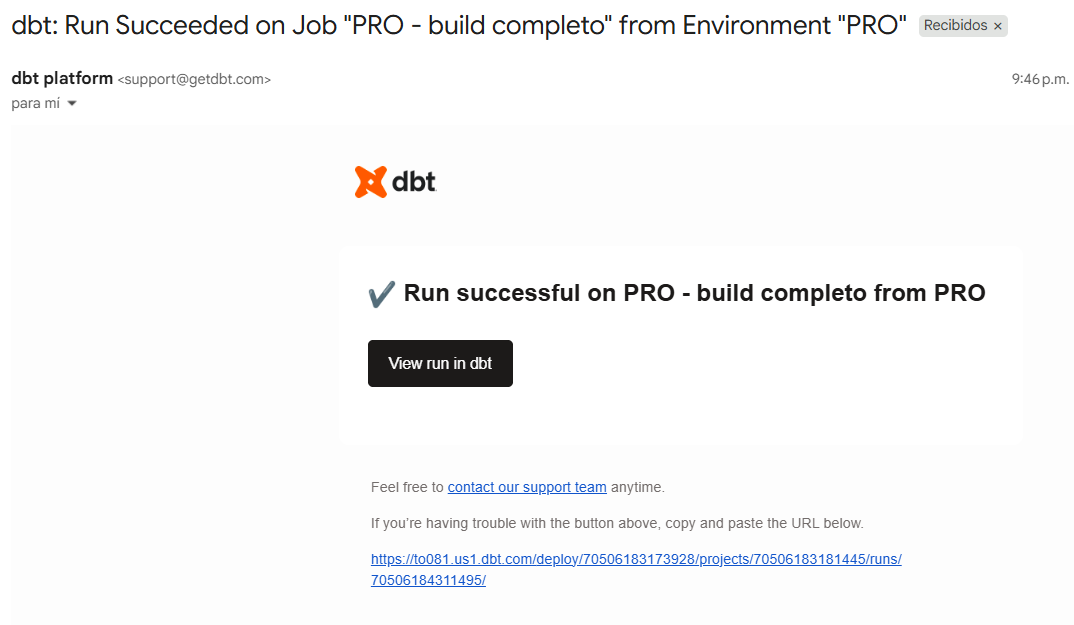 dbt: Run Succeeded on Job "PRO - build completo" from Environment "PRO" Recibidos ×
dbt platform <support@getdbt.com> 9:46 p.m.
para mí
dbt
✔ Run successful on PRO - build completo from PRO
View run in dbt
Feel free to contact our support team anytime.
If you're having trouble with the button above, copy and paste the URL below.
https://to081.us1.dbt.com/deploy/70506183173928/projects/70506183181445/runs/
70506184311495/